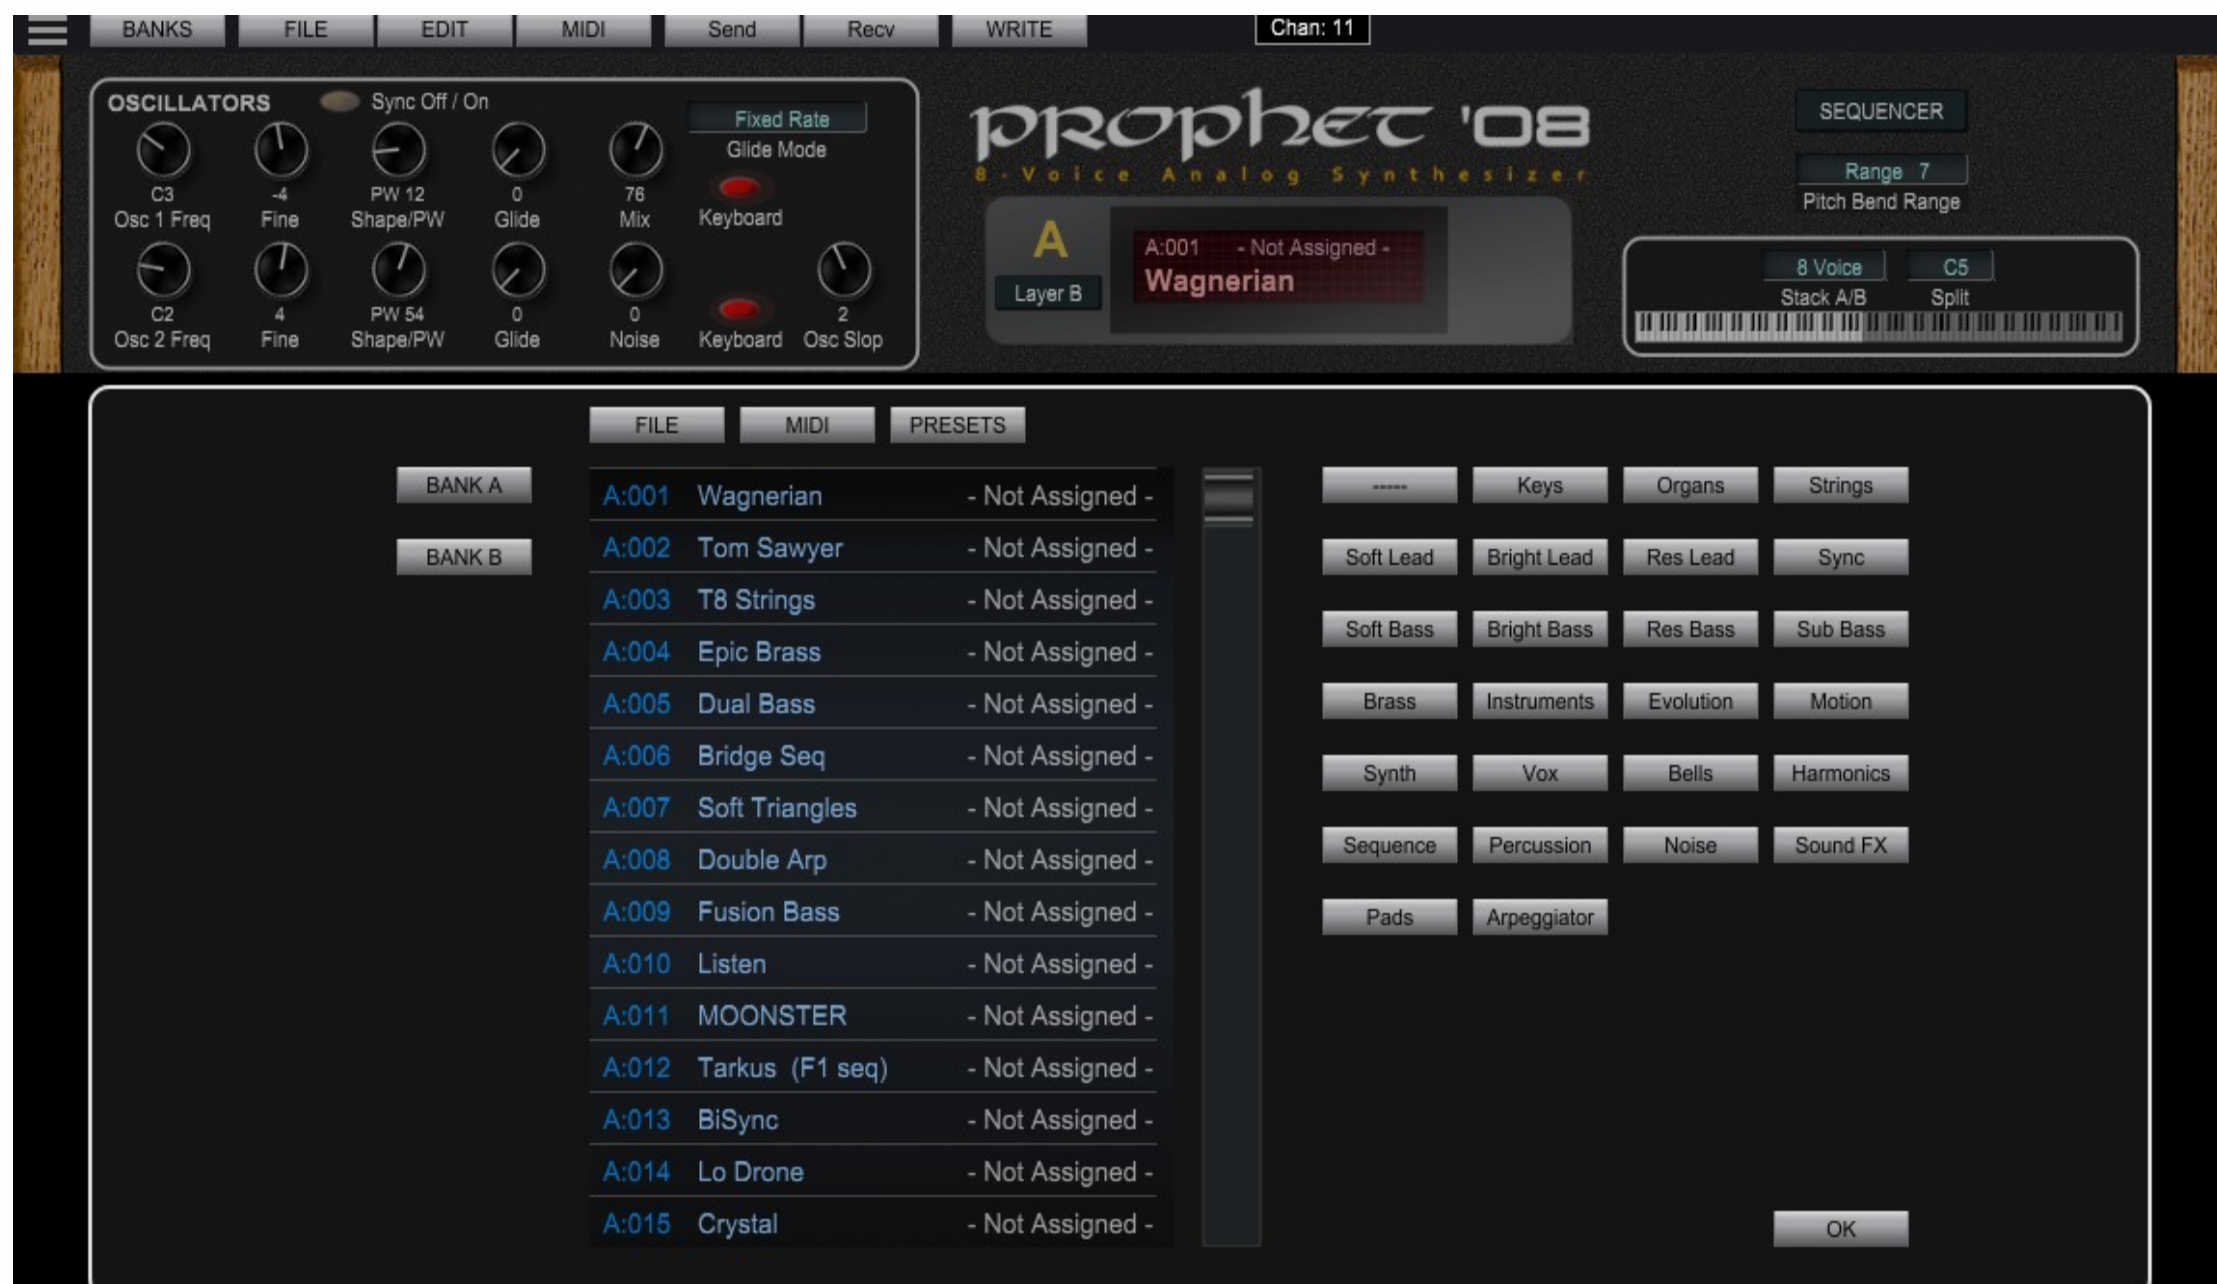 BANKS FILE EDIT MIDI Send Recv WRITE Chan: 11
OSCILLATORS Sync Off / On
Fixed Rate
Glide Mode
C3 -4 PW 12 0 76
Osc 1 Freq Fine Shape/PW Glide Mix Keyboard
C2 4 PW 54 0 0 2
Osc 2 Freq Fine Shape/PW Glide Noise Keyboard Osc Slop
prophet '08
8-Voice Analog Synthesizer
A
Layer B
A:001 - Not Assigned -
Wagnerian
SEQUENCER
Range 7
Pitch Bend Range
8 Voice C5
Stack A/B Split
FILE MIDI PRESETS
BANK A
BANK B
A:001 Wagnerian - Not Assigned -
A:002 Tom Sawyer - Not Assigned -
A:003 T8 Strings - Not Assigned -
A:004 Epic Brass - Not Assigned -
A:005 Dual Bass - Not Assigned -
A:006 Bridge Seq - Not Assigned -
A:007 Soft Triangles - Not Assigned -
A:008 Double Arp - Not Assigned -
A:009 Fusion Bass - Not Assigned -
A:010 Listen - Not Assigned -
A:011 MOONSTER - Not Assigned -
A:012 Tarkus (F1 seq) - Not Assigned -
A:013 BiSync - Not Assigned -
A:014 Lo Drone - Not Assigned -
A:015 Crystal - Not Assigned -
----- Keys Organs Strings
Soft Lead Bright Lead Res Lead Sync
Soft Bass Bright Bass Res Bass Sub Bass
Brass Instruments Evolution Motion
Synth Vox Bells Harmonics
Sequence Percussion Noise Sound FX
Pads Arpeggiator
OK